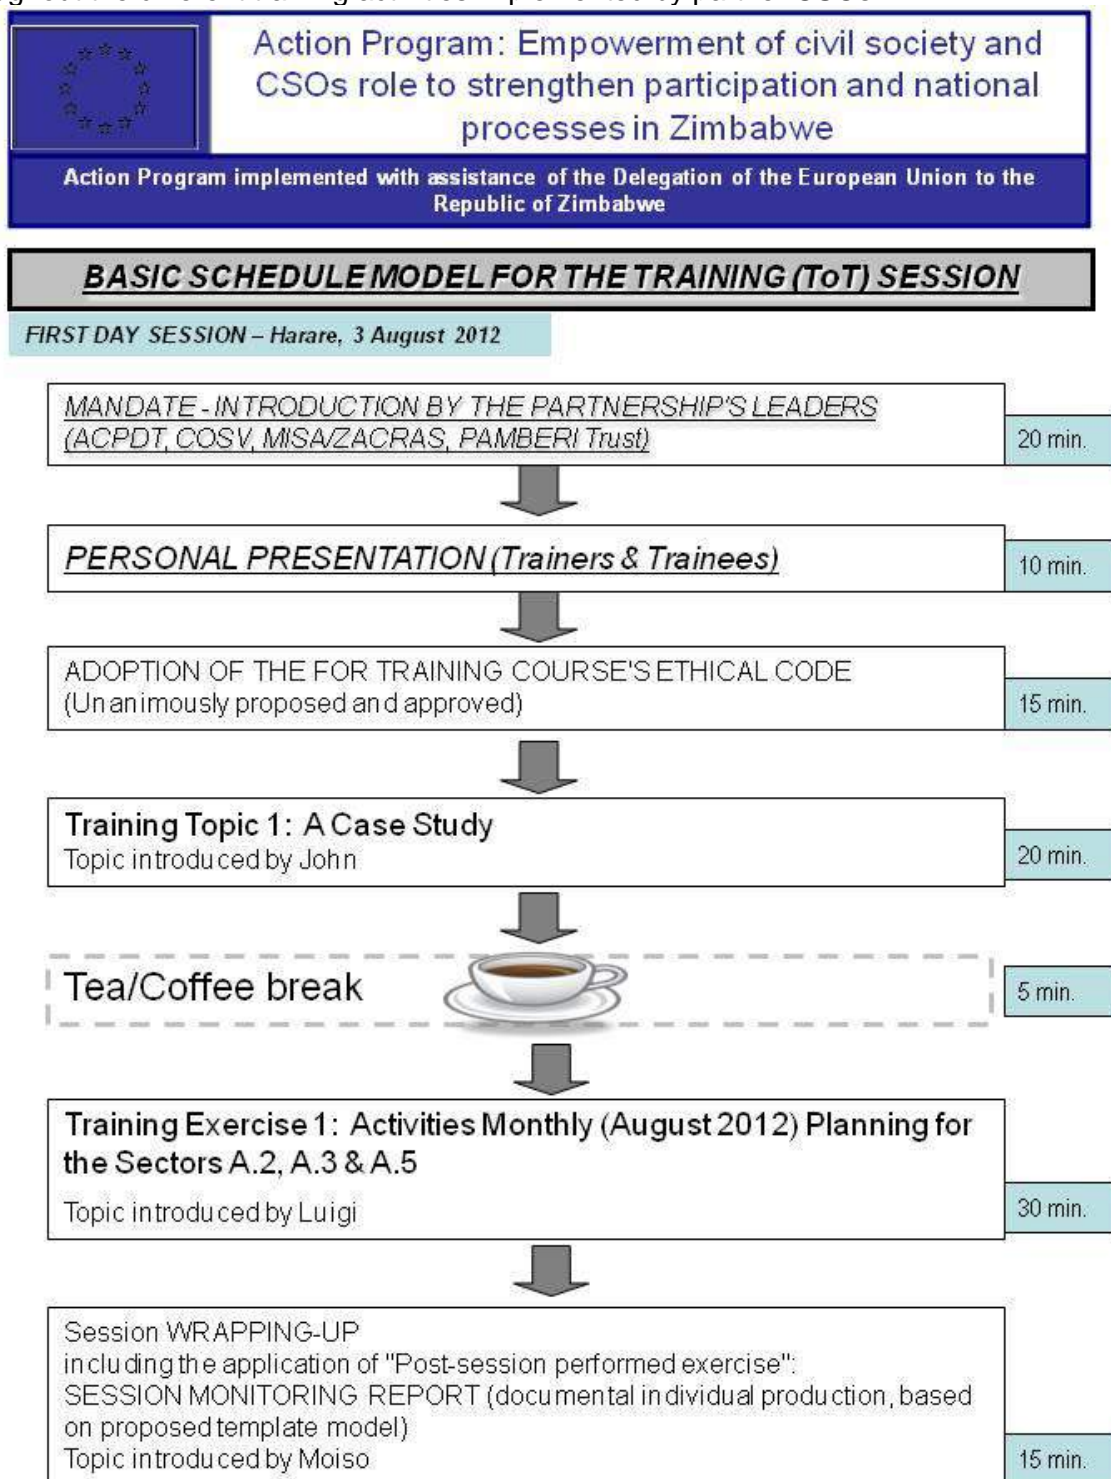 Action Program: Empowerment of civil society and
CSOs role to strengthen participation and national
processes in Zimbabwe
Action Program implemented with assistance of the Delegation of the European Union to the
Republic of Zimbabwe
BASIC SCHEDULE MODEL FOR THE TRAINING (ToT) SESSION
FIRST DAY SESSION – Harare, 3 August 2012
MANDATE - INTRODUCTION BY THE PARTNERSHIP'S LEADERS
(ACPDT, COSV, MISA/ZACRAS, PAMBERI Trust)
20 min.
PERSONAL PRESENTATION (Trainers & Trainees)
10 min.
ADOPTION OF THE FOR TRAINING COURSE'S ETHICAL CODE
(Unanimously proposed and approved)
15 min.
Training Topic 1: A Case Study
Topic introduced by John
20 min.
Tea/Coffee break
5 min.
Training Exercise 1: Activities Monthly (August 2012) Planning for
the Sectors A.2, A.3 & A.5
Topic introduced by Luigi
30 min.
Session WRAPPING-UP
including the application of "Post-session performed exercise":
SESSION MONITORING REPORT (documental individual production, based
on proposed template model)
Topic introduced by Moiso
15 min.